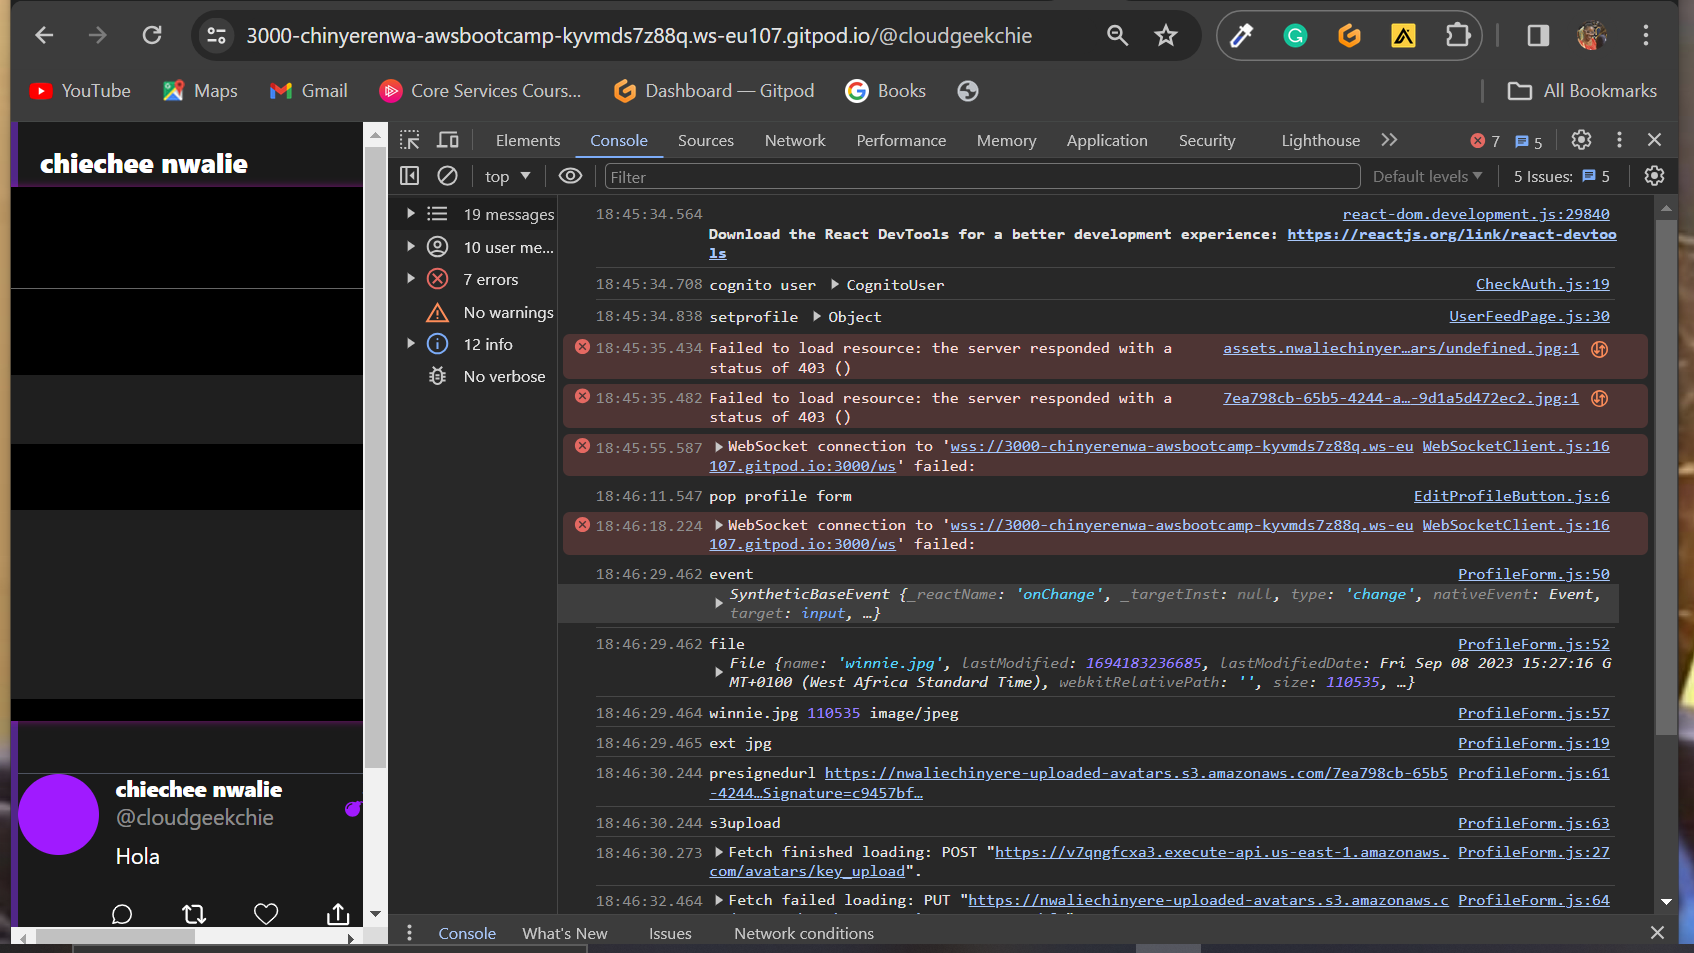 3000-chinyerenwa-awsbootcamp-kyvmds7z88q.ws-eu107.gitpod.io/@cloudgeekchie
YouTube Maps Gmail Core Services Cours... Dashboard — Gitpod Books All Bookmarks
chiechee nwalie
Elements Console Sources Network Performance Memory Application Security Lighthouse 7 5
top Filter Default levels 5 Issues: 5
19 messages
10 user me...
7 errors
No warnings
12 info
No verbose
18:45:34.564 react-dom.development.js:29840
Download the React DevTools for a better development experience: https://reactjs.org/link/react-devtoo
ls
18:45:34.708 cognito user CognitoUser CheckAuth.js:19
18:45:34.838 setprofile Object UserFeedPage.js:30
18:45:35.434 Failed to load resource: the server responded with a assets.nwaliechinyer…ars/undefined.jpg:1
status of 403 ()
18:45:35.482 Failed to load resource: the server responded with a 7ea798cb-65b5-4244-a…-9d1a5d472ec2.jpg:1
status of 403 ()
18:45:55.587 WebSocket connection to 'wss://3000-chinyerenwa-awsbootcamp-kyvmds7z88q.ws-eu WebSocketClient.js:16
107.gitpod.io:3000/ws' failed:
18:46:11.547 pop profile form EditProfileButton.js:6
18:46:18.224 WebSocket connection to 'wss://3000-chinyerenwa-awsbootcamp-kyvmds7z88q.ws-eu WebSocketClient.js:16
107.gitpod.io:3000/ws' failed:
18:46:29.462 event ProfileForm.js:50
SyntheticBaseEvent {_reactName: 'onChange', _targetInst: null, type: 'change', nativeEvent: Event,
target: input, …}
18:46:29.462 file ProfileForm.js:52
File {name: 'winnie.jpg', lastModified: 1694183236685, lastModifiedDate: Fri Sep 08 2023 15:27:16 G
MT+0100 (West Africa Standard Time), webkitRelativePath: '', size: 110535, …}
18:46:29.464 winnie.jpg 110535 image/jpeg ProfileForm.js:57
18:46:29.465 ext jpg ProfileForm.js:19
18:46:30.244 presignedurl https://nwaliechinyere-uploaded-avatars.s3.amazonaws.com/7ea798cb-65b5 ProfileForm.js:61
-4244…Signature=c9457bf…
18:46:30.244 s3upload ProfileForm.js:63
18:46:30.273 Fetch finished loading: POST "https://v7qngfcxa3.execute-api.us-east-1.amazonaws. ProfileForm.js:27
com/avatars/key_upload".
18:46:32.464 Fetch failed loading: PUT "https://nwaliechinyere-uploaded-avatars.s3.amazonaws.c ProfileForm.js:64
chiechee nwalie
@cloudgeekchie
Hola
Console What's New Issues Network conditions